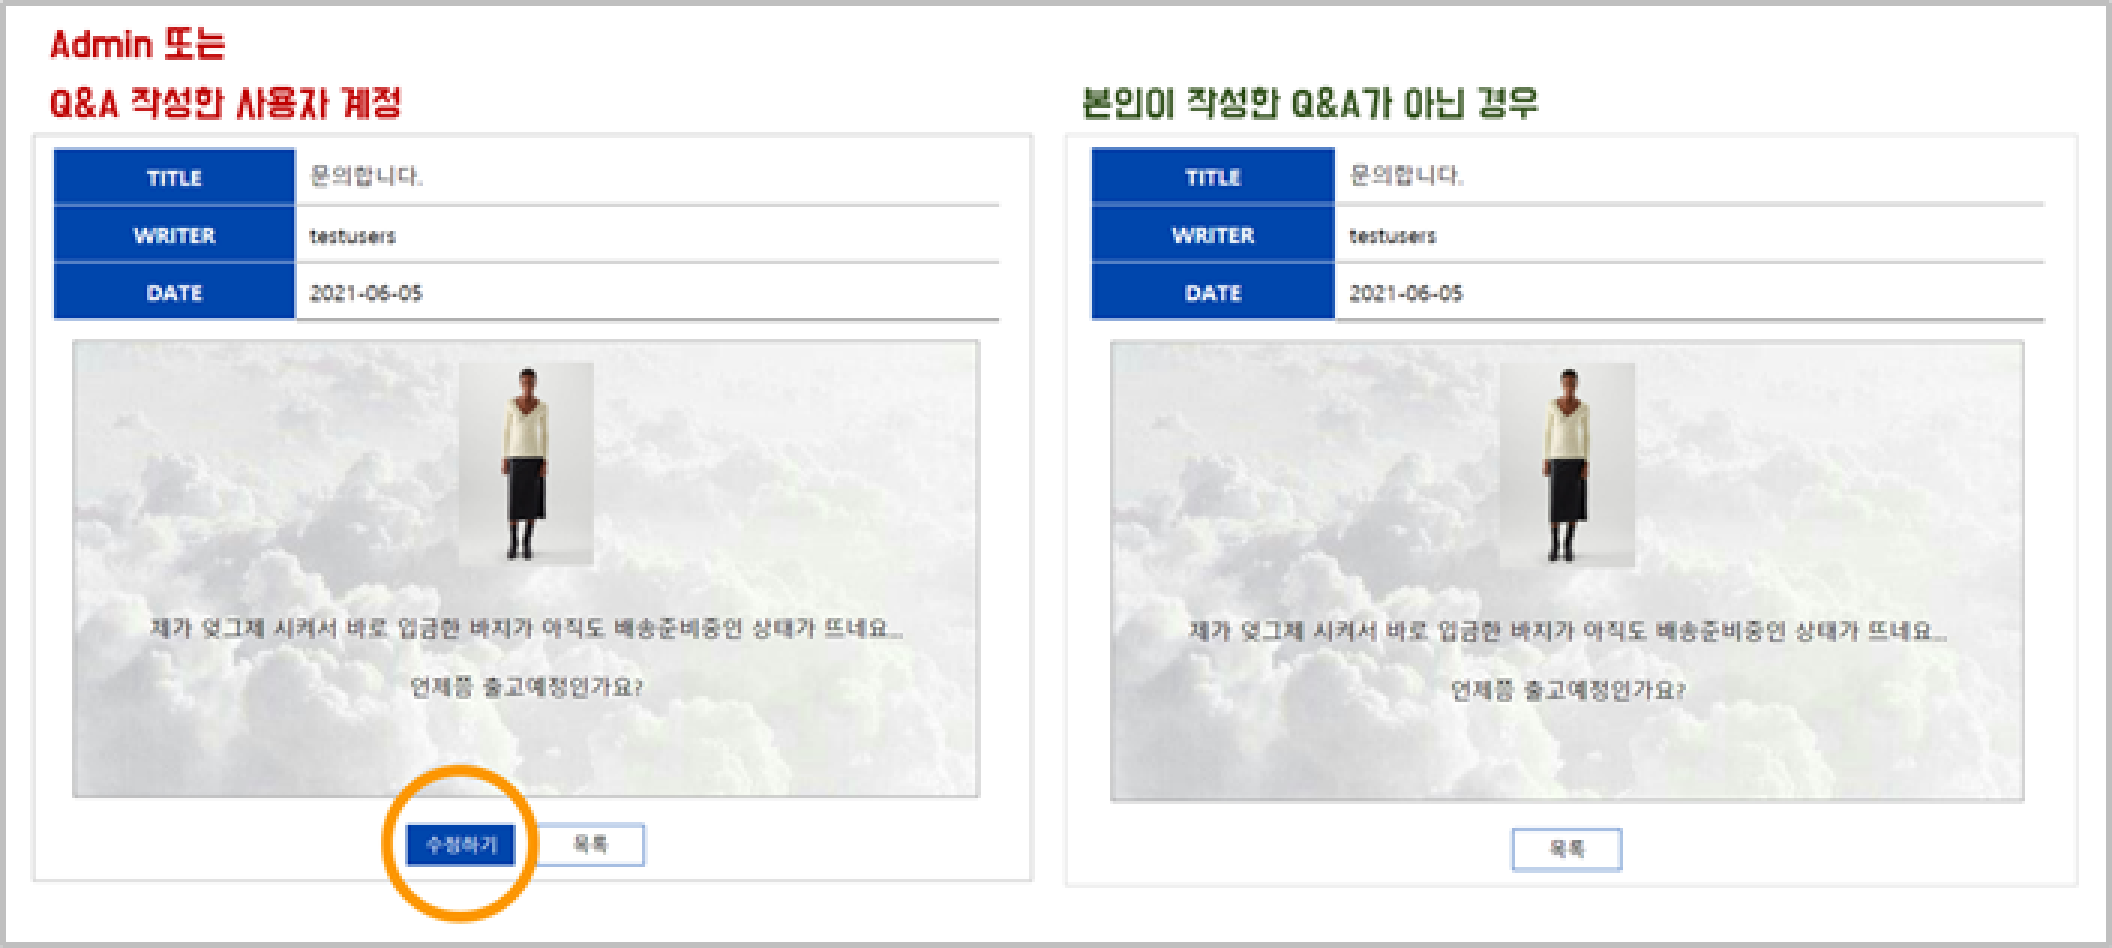 Admin 또는
Q&A 작성한 사용자 계정
TITLE 문의합니다.
WRITER testusers
DATE 2021-06-05
제가 엊그제 시켜서 바로 입금한 바지가 아직도 배송준비중인 상태가 뜨네요...
언제쯤 출고예정인가요?
수정하기 목록
본인이 작성한 Q&A가 아닌 경우
TITLE 문의합니다.
WRITER testusers
DATE 2021-06-05
제가 엊그제 시켜서 바로 입금한 바지가 아직도 배송준비중인 상태가 뜨네요...
언제쯤 출고예정인가요?
목록